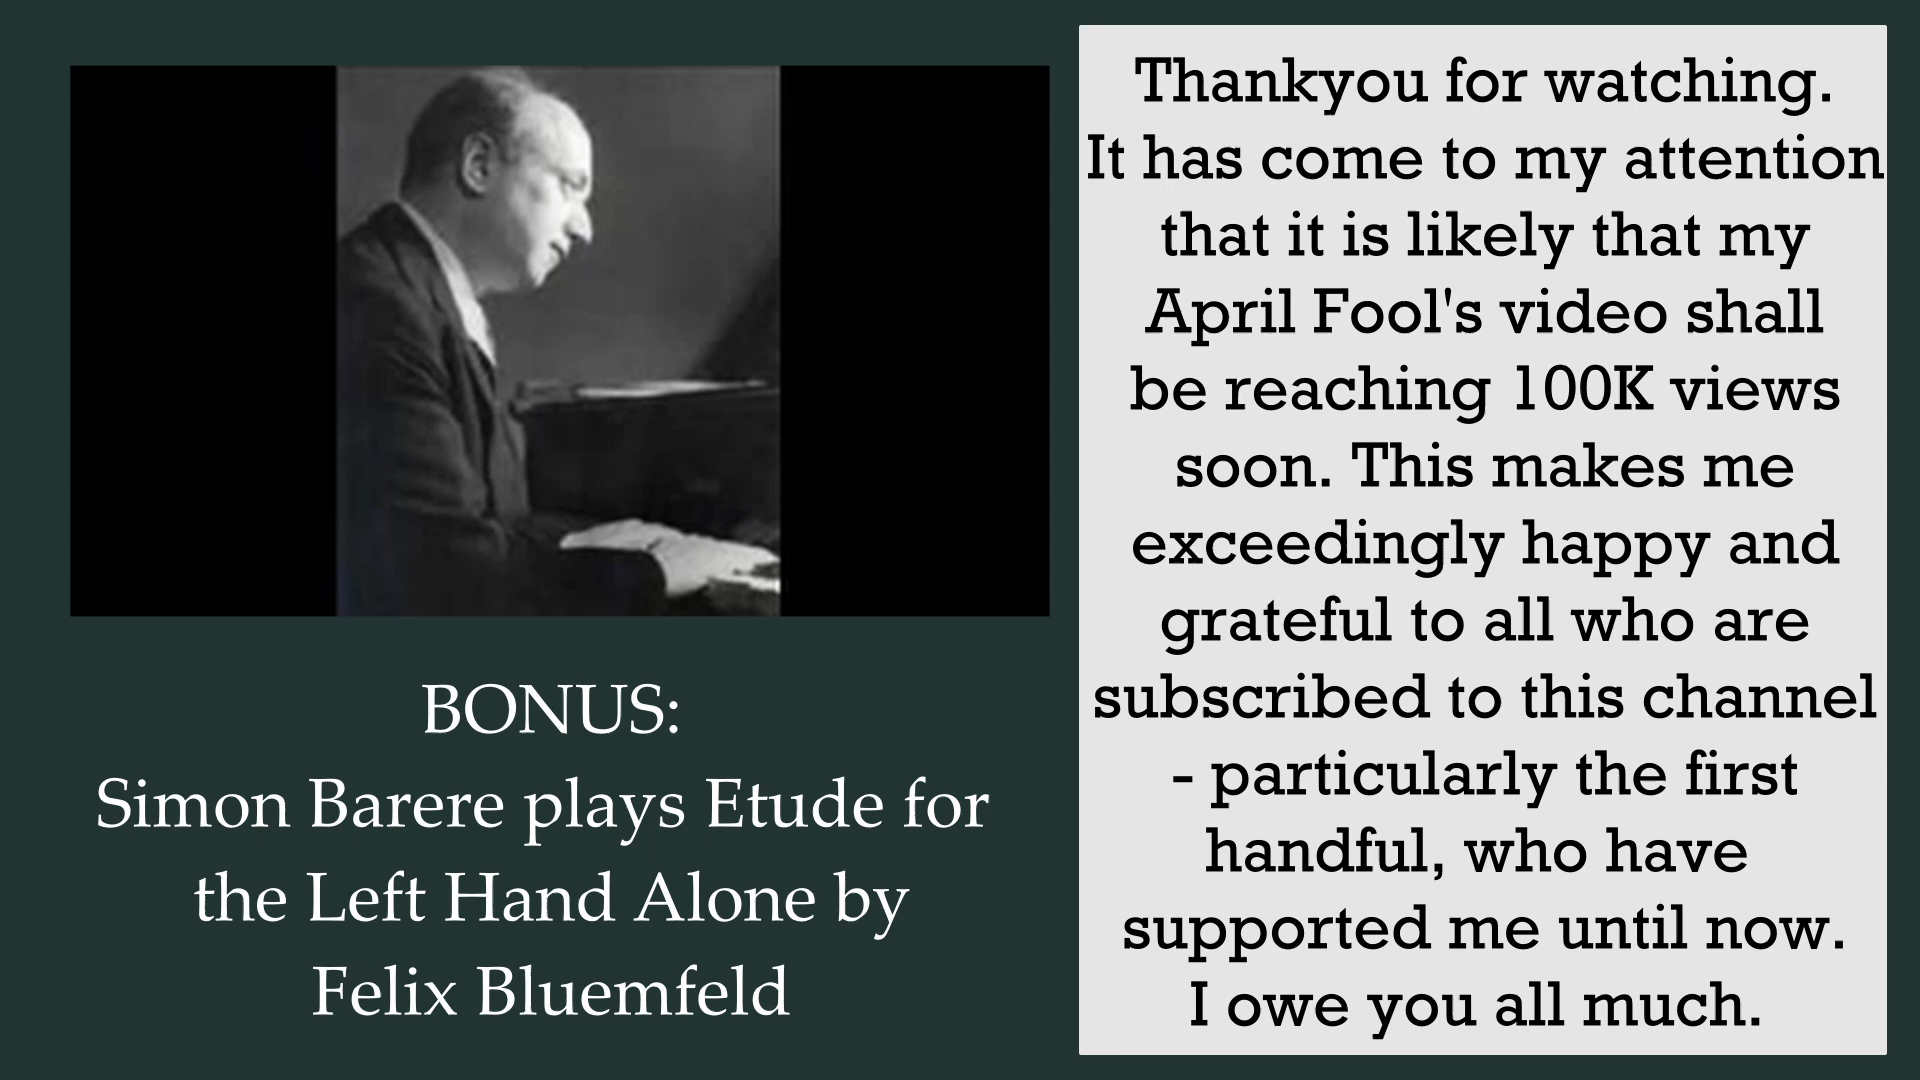 BONUS:
Simon Barere plays Etude for
the Left Hand Alone by
Felix Bluemfeld
Thankyou for watching.
It has come to my attention
that it is likely that my
April Fool's video shall
be reaching 100K views
soon. This makes me
exceedingly happy and
grateful to all who are
subscribed to this channel
- particularly the first
handful, who have
supported me until now.
I owe you all much.